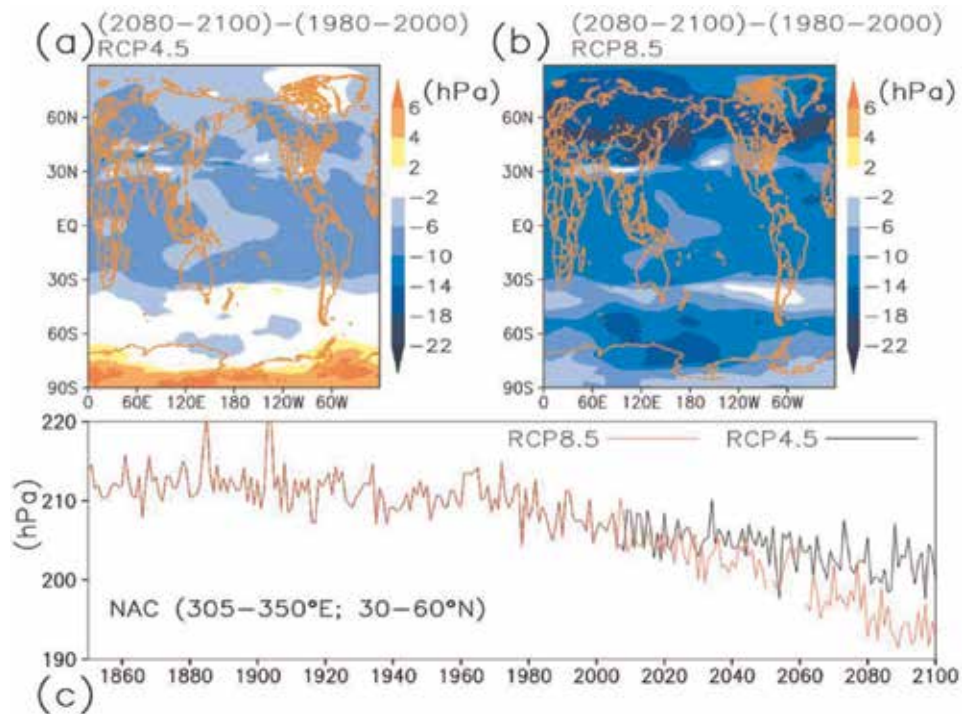 (a) (2080-2100)-(1980-2000)
RCP4.5
(hPa)
6
4
2
-2
-6
-10
-14
-18
-22
60N
30N
EQ
30S
60S
90S
0 60E 120E 180 120W 60W
(b) (2080-2100)-(1980-2000)
RCP8.5
(hPa)
6
4
2
-2
-6
-10
-14
-18
-22
60N
30N
EQ
30S
60S
90S
0 60E 120E 180 120W 60W
220
210
200
190
(hPa)
RCP8.5 RCP4.5
NAC (305-350°E; 30-60°N)
1860 1880 1900 1920 1940 1960 1980 2000 2020 2040 2060 2080 2100
(c)